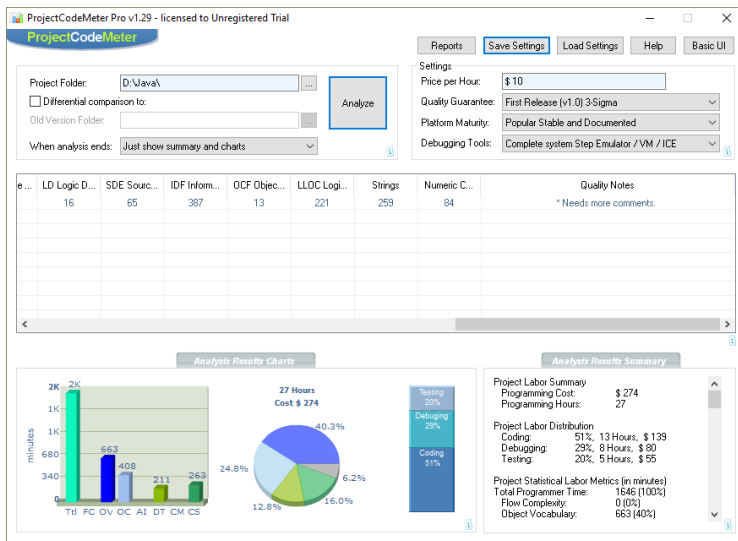 ProjectCodeMeter Pro v1.29 - licensed to Unregistered Trial
ProjectCodeMeter
Reports Save Settings Load Settings Help Basic UI
Project Folder: D:\Java\ ...
Differential comparison to:
Old Version Folder: ...
When analysis ends: Just show summary and charts
Analyze
Settings
Price per Hour: $ 10
Quality Guarantee: First Release (v1.0) 3-Sigma
Platform Maturity: Popular Stable and Documented
Debugging Tools: Complete system Step Emulator / VM / ICE
e ... LD Logic D... SDE Sourc... IDF Inform... OCF Objec... LLOC Logi... Strings Numeric C... Quality Notes
16 65 387 13 221 259 84 * Needs more comments.
Analysis Results Charts
2K
1K
1K
680
340
0
minutes
2K
663
408
211
263
Ttl FC OV OC AI DT CM CS
27 Hours
Cost $ 274
40.3%
24.8%
6.2%
16.0%
12.8%
Testing
20%
Debuging
29%
Coding
51%
Analysis Results Summary
Project Labor Summary
Programming Cost: $ 274
Programming Hours: 27
Project Labor Distribution
Coding: 51%, 13 Hours, $ 139
Debugging: 29%, 8 Hours, $ 80
Testing: 20%, 5 Hours, $ 55
Project Statistical Labor Metrics (in minutes)
Total Programmer Time: 1646 (100%)
Flow Complexity: 0 (0%)
Object Vocabulary: 663 (40%)